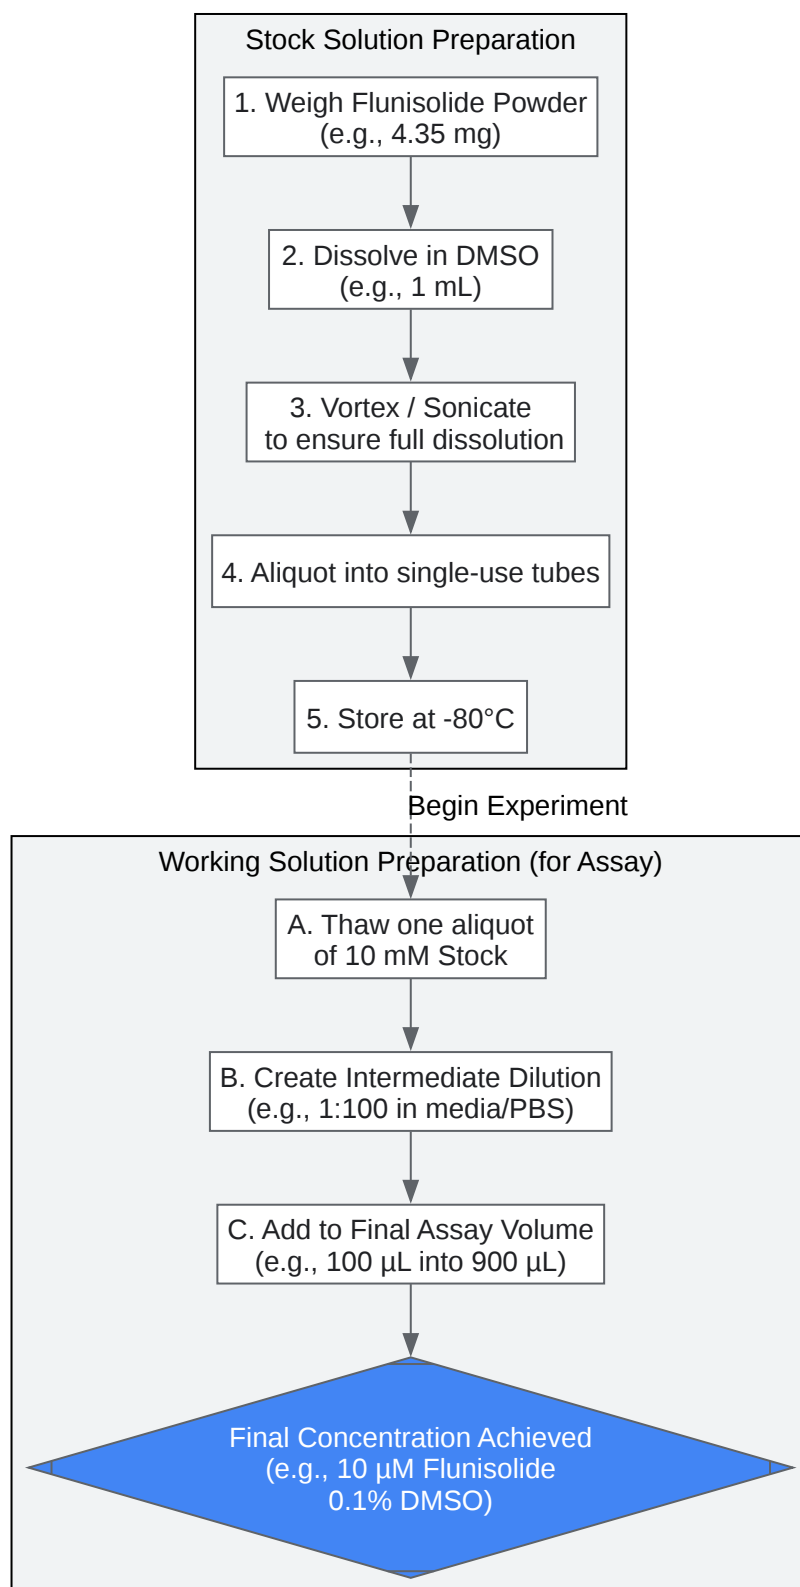 Stock Solution Preparation
1. Weigh Flunisolide Powder
(e.g., 4.35 mg)
2. Dissolve in DMSO
(e.g., 1 mL)
3. Vortex / Sonicate
to ensure full dissolution
4. Aliquot into single-use tubes
5. Store at -80°C
Begin Experiment
Working Solution Preparation (for Assay)
A. Thaw one aliquot
of 10 mM Stock
B. Create Intermediate Dilution
(e.g., 1:100 in media/PBS)
C. Add to Final Assay Volume
(e.g., 100 µL into 900 µL)
Final Concentration Achieved
(e.g., 10 µM Flunisolide
0.1% DMSO)